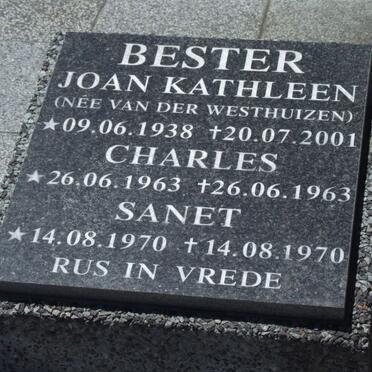 BESTER
JOAN KATHLEEN
(NÉE VAN DER WESTHUIZEN)
★09.06.1938 †20.07.2001
CHARLES
★26.06.1963 †26.06.1963
SANET
★14.08.1970 †14.08.1970
RUS IN VREDE